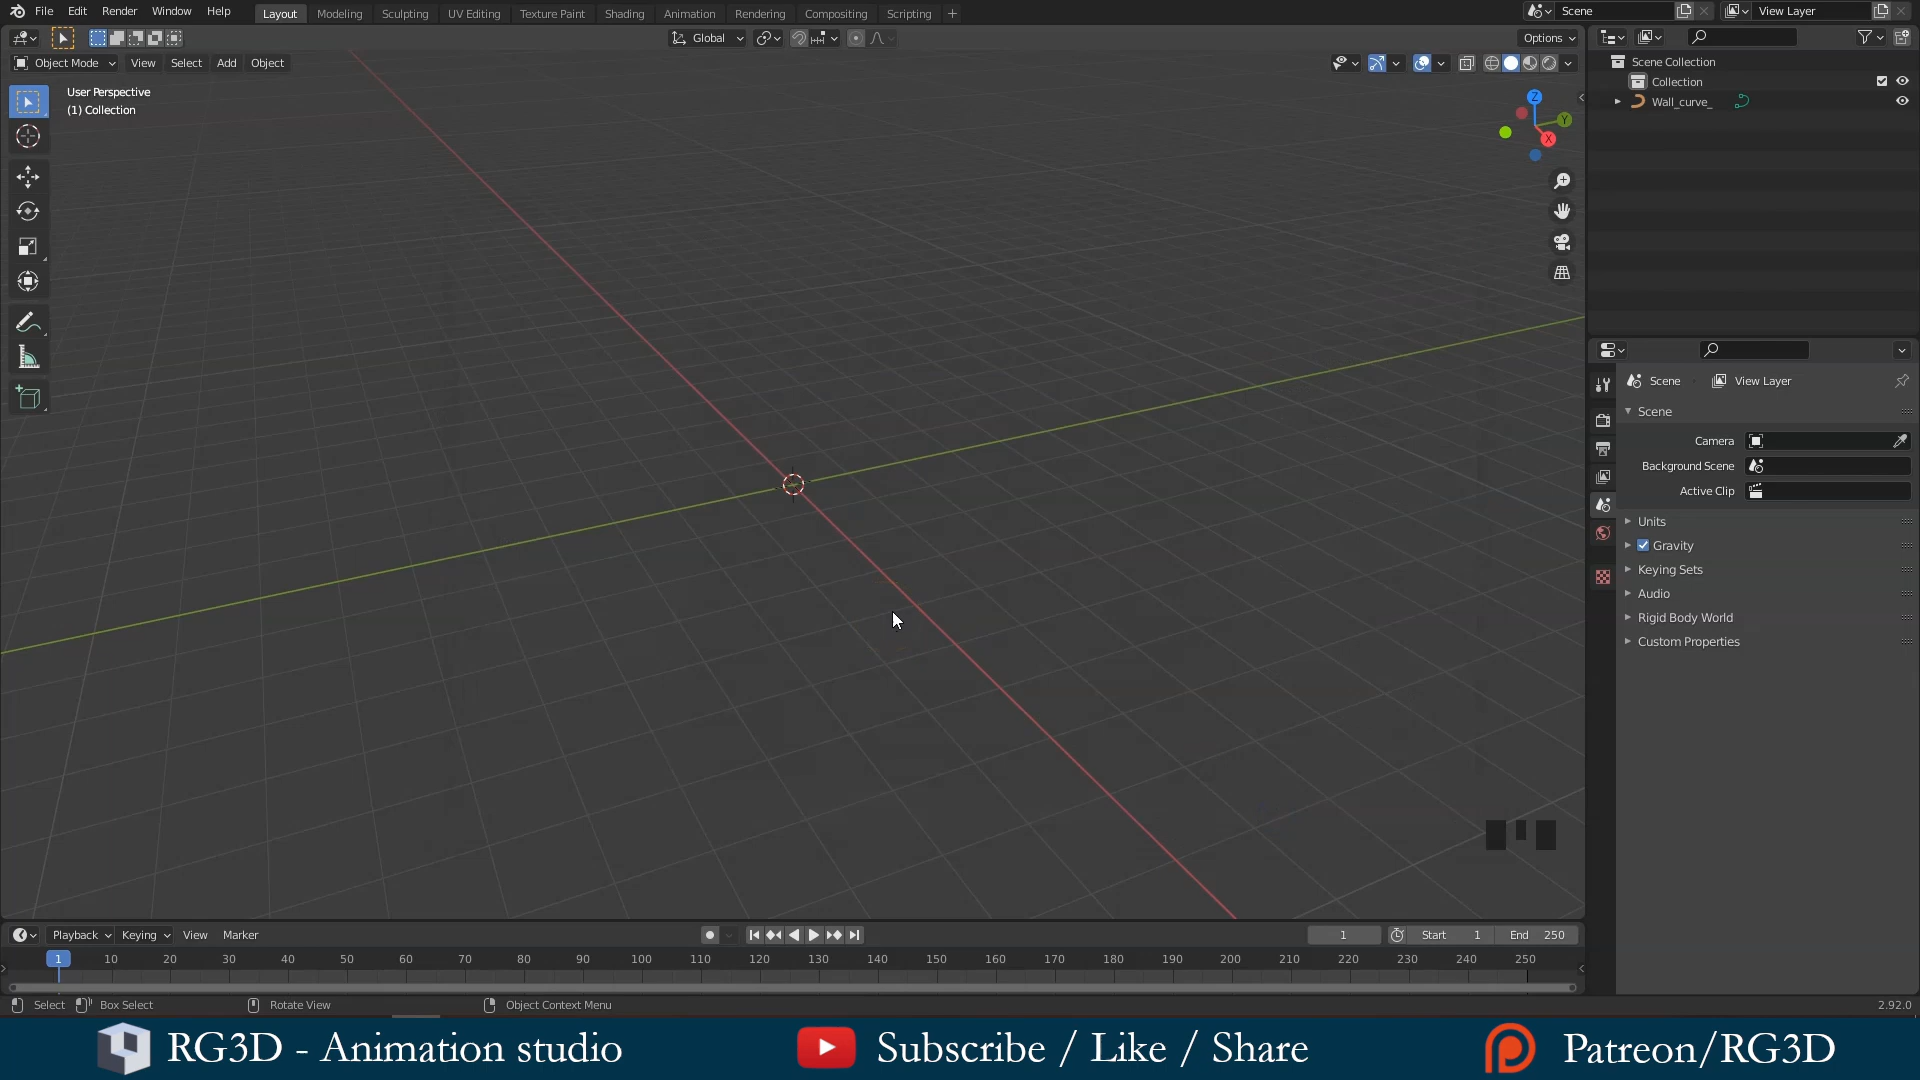 File Edit Render Window Help Layout Modeling Sculpting UV Editing Texture Paint Shading Animation Rendering Compositing Scripting + Scene View Layer
Global Options
Object Mode View Select Add Object
User Perspective
(1) Collection
Z
Y
X
Scene Collection
Collection
Wall_curve_
Scene View Layer
Scene
Camera
Background Scene
Active Clip
Units
Gravity
Keying Sets
Audio
Rigid Body World
Custom Properties
Playback Keying View Marker 1 Start 1 End 250
1 10 20 30 40 50 60 70 80 90 100 110 120 130 140 150 160 170 180 190 200 210 220 230 240 250
Select Box Select Rotate View Object Context Menu 2.92.0
RG3D - Animation studio Subscribe / Like / Share Patreon/RG3D